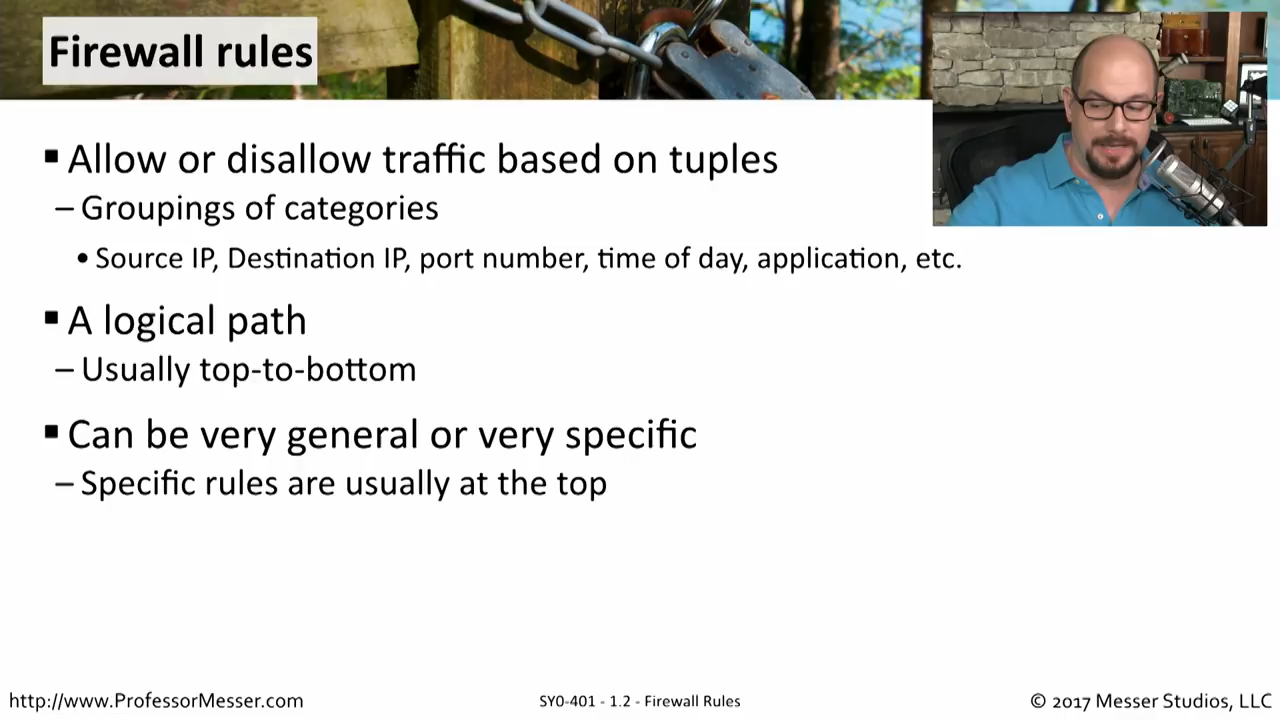 Firewall rules
▪ Allow or disallow traffic based on tuples
– Groupings of categories
• Source IP, Destination IP, port number, time of day, application, etc.
▪ A logical path
– Usually top-to-bottom
▪ Can be very general or very specific
– Specific rules are usually at the top
http://www.ProfessorMesser.com
SY0-401 - 1.2 - Firewall Rules
© 2017 Messer Studios, LLC